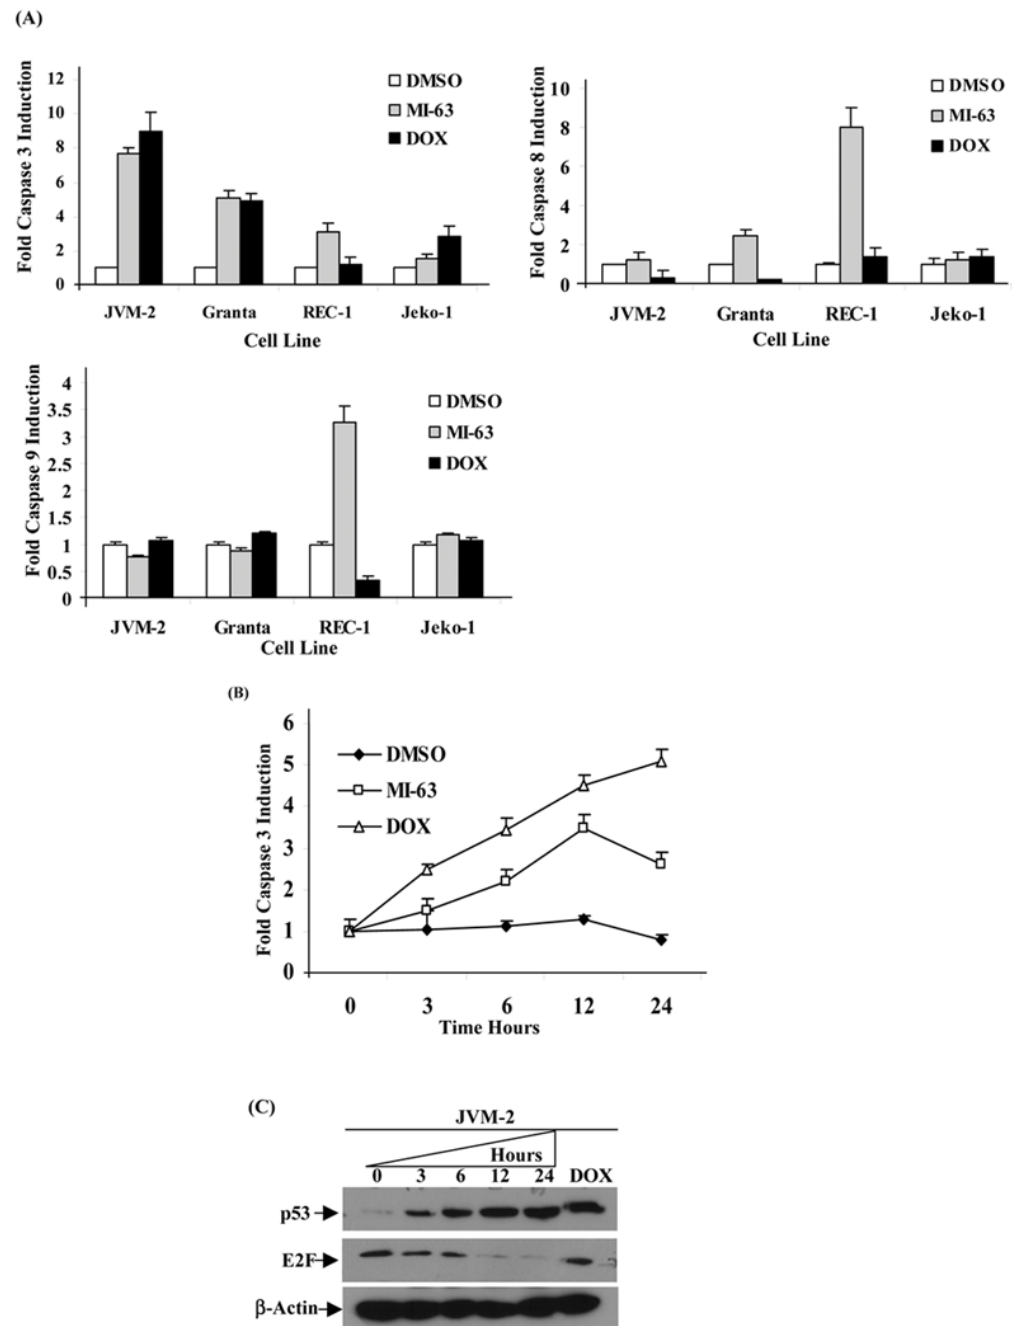 (A)
Fold Caspase 3 Induction
12
10
8
6
4
2
0
DMSO
MI-63
DOX
JVM-2 Granta REC-1 Jeko-1
Cell Line
Fold Caspase 8 Induction
10
8
6
4
2
0
DMSO
MI-63
DOX
JVM-2 Granta REC-1 Jeko-1
Cell Line
Fold Caspase 9 Induction
4
3.5
3
2.5
2
1.5
1
0.5
0
DMSO
MI-63
DOX
JVM-2 Granta REC-1 Jeko-1
Cell Line
(B)
Fold Caspase 3 Induction
6
5
4
3
2
1
0
DMSO
MI-63
DOX
0 3 6 12 24
Time Hours
(C)
JVM-2
Hours
0 3 6 12 24 DOX
p53
E2F
β-Actin